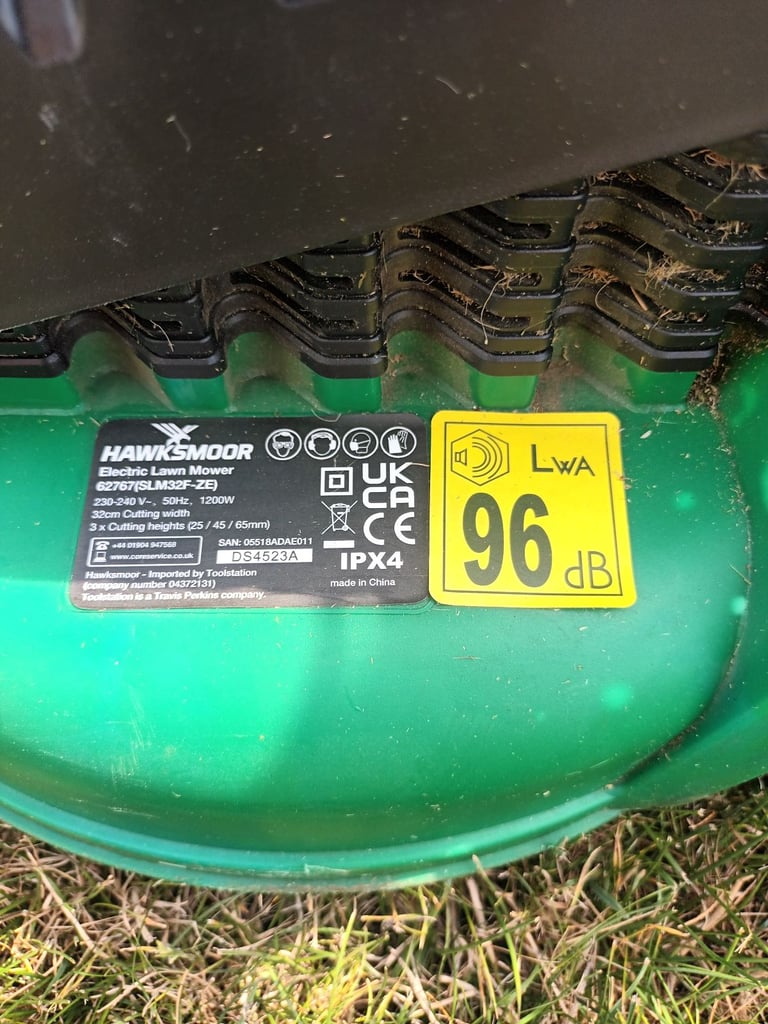 HAWKSMOOR
Electric Lawn Mower
62767(SLM32F-ZE)
230-240 V~, 50Hz, 1200W
32cm Cutting width
3 x Cutting heights (25 / 45 / 65mm)
+44 01904 947568
www.coreservice.co.uk
SAN: 05518ADAE011
DS4523A
Hawksmoor - Imported by Toolstation
(company number 04372131)
Toolstation is a Travis Perkins company.
UK
CA
CE
IPX4
made in China
LWA
96
dB